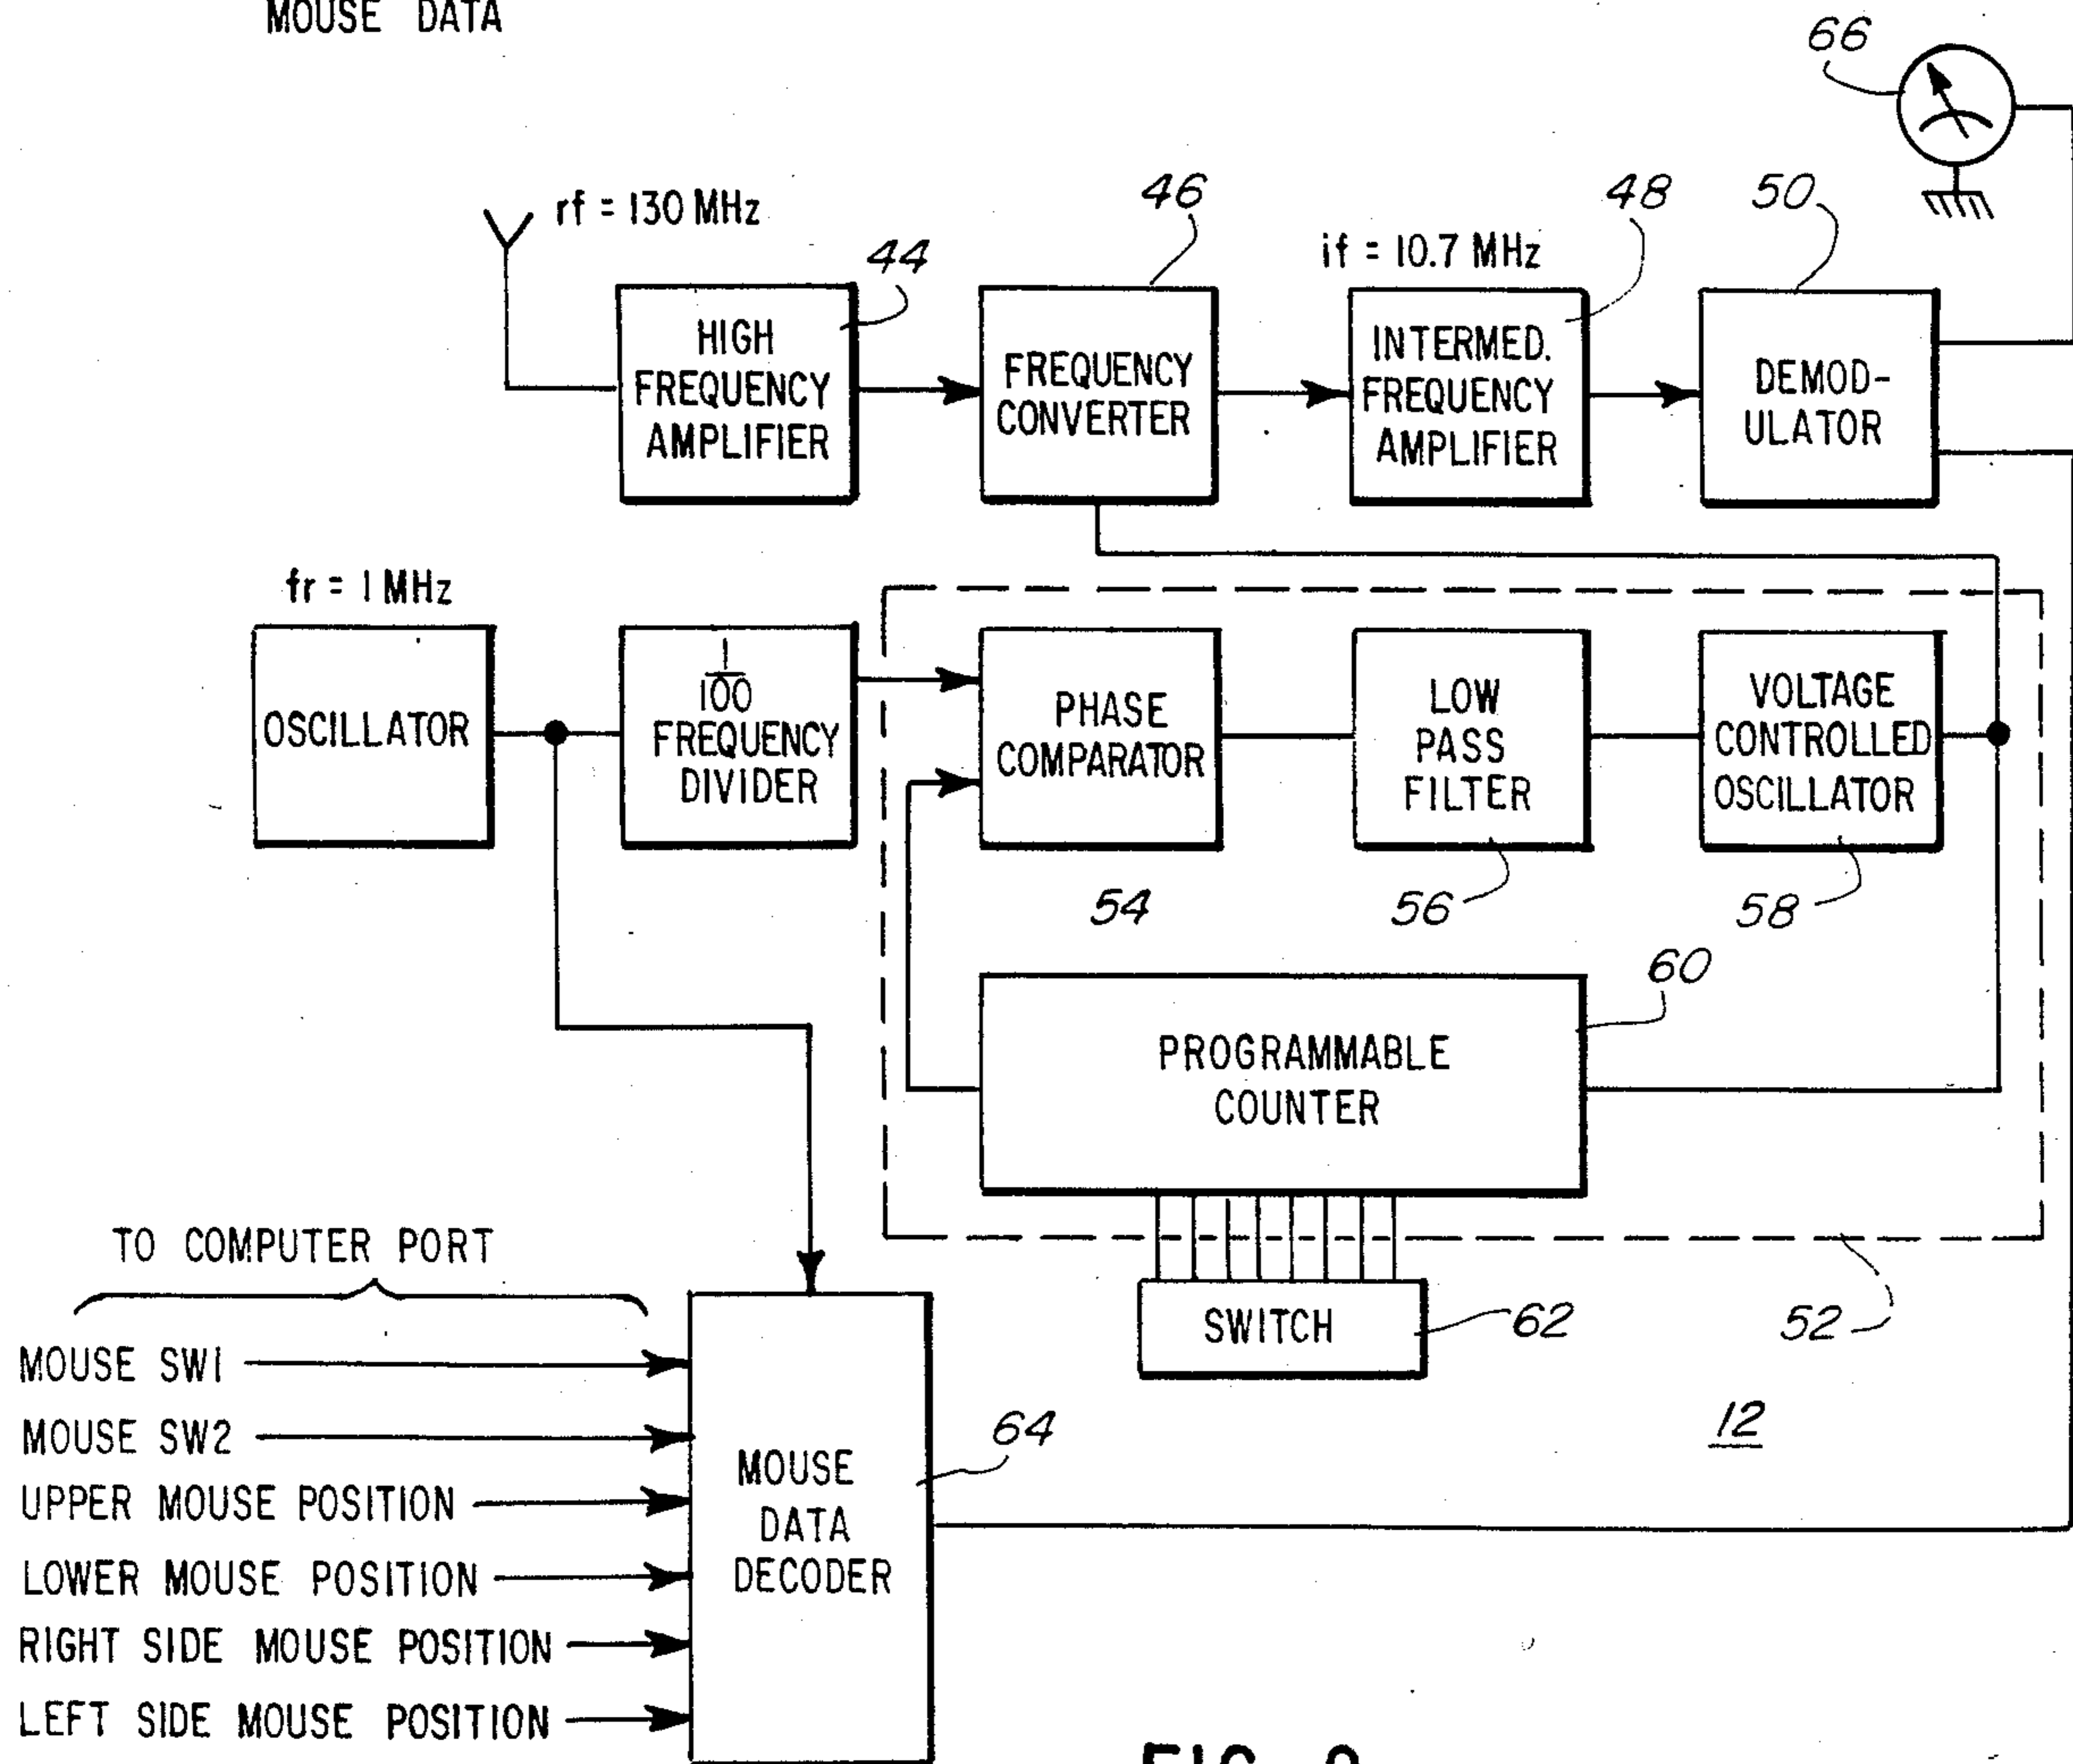 MOUSE DATA
66
rf = 130 MHz
44
46
if = 10.7 MHz
48
50
HIGH
FREQUENCY
AMPLIFIER
FREQUENCY
CONVERTER
INTERMED.
FREQUENCY
AMPLIFIER
DEMOD-
ULATOR
fr = 1 MHz
OSCILLATOR
1
100
FREQUENCY
DIVIDER
PHASE
COMPARATOR
LOW
PASS
FILTER
VOLTAGE
CONTROLLED
OSCILLATOR
54
56
58
60
PROGRAMMABLE
COUNTER
SWITCH
62
52
12
TO COMPUTER PORT
MOUSE SW1
MOUSE SW2
UPPER MOUSE POSITION
LOWER MOUSE POSITION
RIGHT SIDE MOUSE POSITION
LEFT SIDE MOUSE POSITION
MOUSE
DATA
DECODER
64